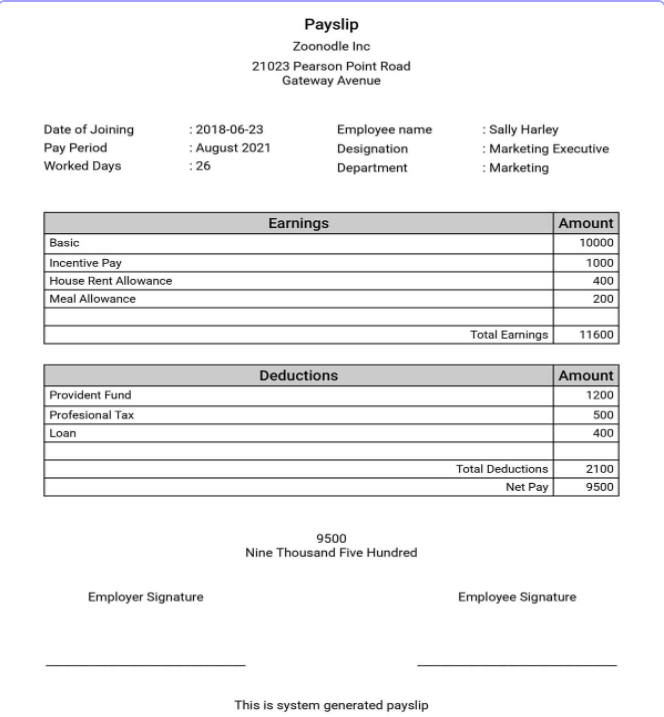 Payslip
Zoonodle Inc
21023 Pearson Point Road
Gateway Avenue
Date of Joining : 2018-06-23 Employee name : Sally Harley
Pay Period : August 2021 Designation : Marketing Executive
Worked Days : 26 Department : Marketing
Earnings Amount
Basic 10000
Incentive Pay 1000
House Rent Allowance 400
Meal Allowance 200
Total Earnings 11600
Deductions Amount
Provident Fund 1200
Profesional Tax 500
Loan 400
Total Deductions 2100
Net Pay 9500
9500
Nine Thousand Five Hundred
Employer Signature Employee Signature
This is system generated payslip